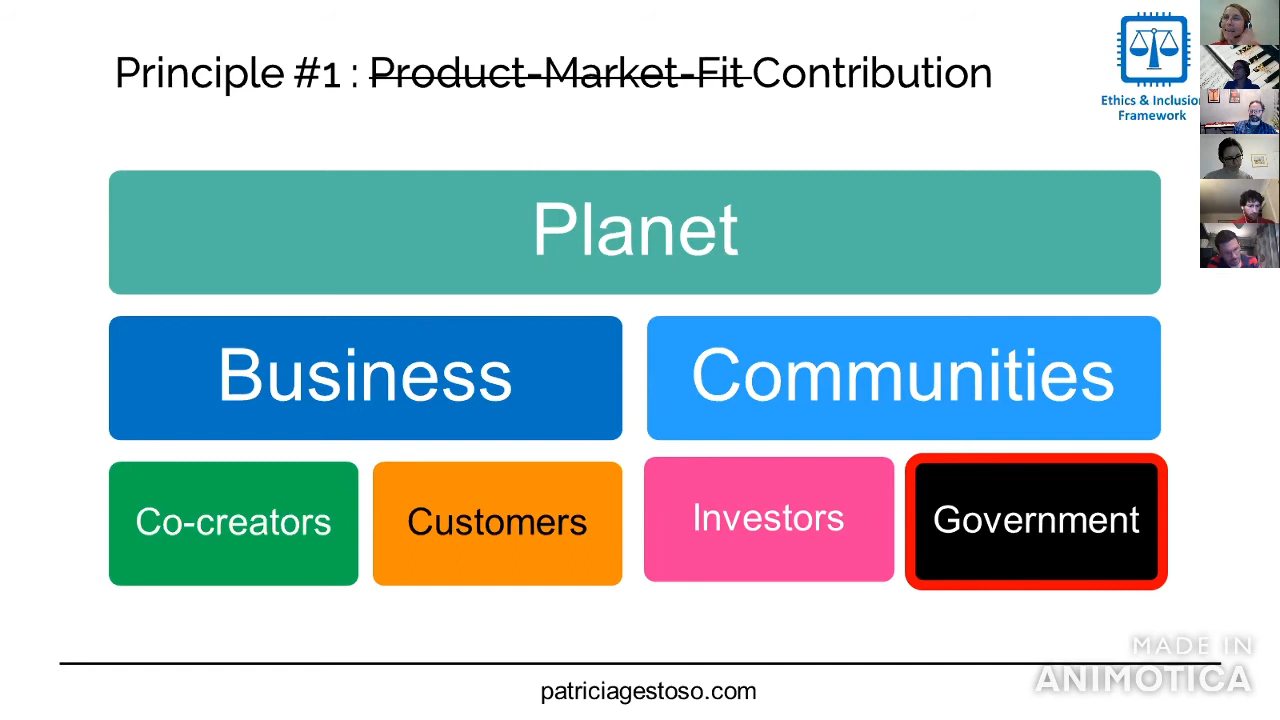 Principle #1 : Product-Market-Fit Contribution
Ethics & Inclusion
Framework
Planet
Business
Communities
Co-creators
Customers
Investors
Government
patriciagestoso.com
MADE IN
ANIMOTICA